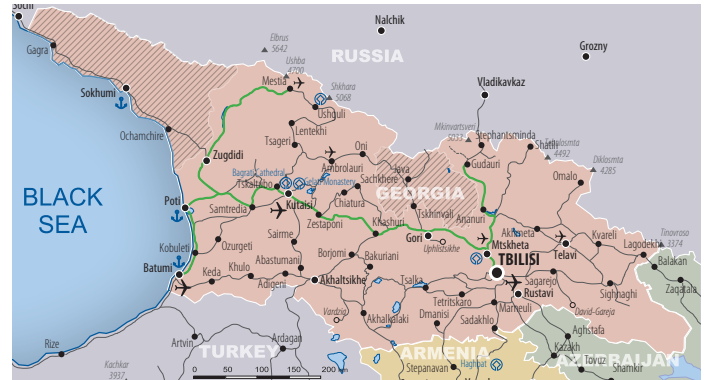 Sochi
Nalchik
Elbrus
5642
Gagra
RUSSIA
Grozny
Ushba
4700
Mestia
Shkhara
5068
Vladikavkaz
Sokhumi
Ushguli
Mkinvartsveri
5033
Stephantsminda
Shatili
Ochamchire
Lentekhi
Tsageri
Oni
Tebulosmta
4492
Zugdidi
Ambrolauri
Gudauri
Diklosmta
4285
Bagrati Cathedral
Gelati Monastery
Sachkhere
Java
Omalo
Tskaltubo
GEORGIA
BLACK
SEA
Poti
Kutaisi
Chiatura
Samtredia
Tskhinvali
Ananuri
Zestaponi
Khashuri
Gori
Akhmeta
Kvareli
Tinovroso
3374
Kobuleti
Ozurgeti
Sairme
Uphlistsikhe
Mtskheta
Telavi
Lagodekhi
Borjomi
Bakuriani
TBILISI
Balakan
Batumi
Khulo
Abastumani
Keda
Adigeni
Akhaltsikhe
Tsalka
Sagarejo
Sighnaghi
Zaqatala
Rustavi
Tetritskaro
Vardzia
Akhalkalaki
Marneuli
David-Gareja
Dmanisi
Sadakhlo
Aghstafa
Rize
Artvin
Ardagan
TURKEY
ARMENIA
Kazakh
AZERBAIJAN
Tovuz
Kachkar
3937
Stepanavan
Haghpat
Vanadzor
Shamkir
0 50 100 150 200 km